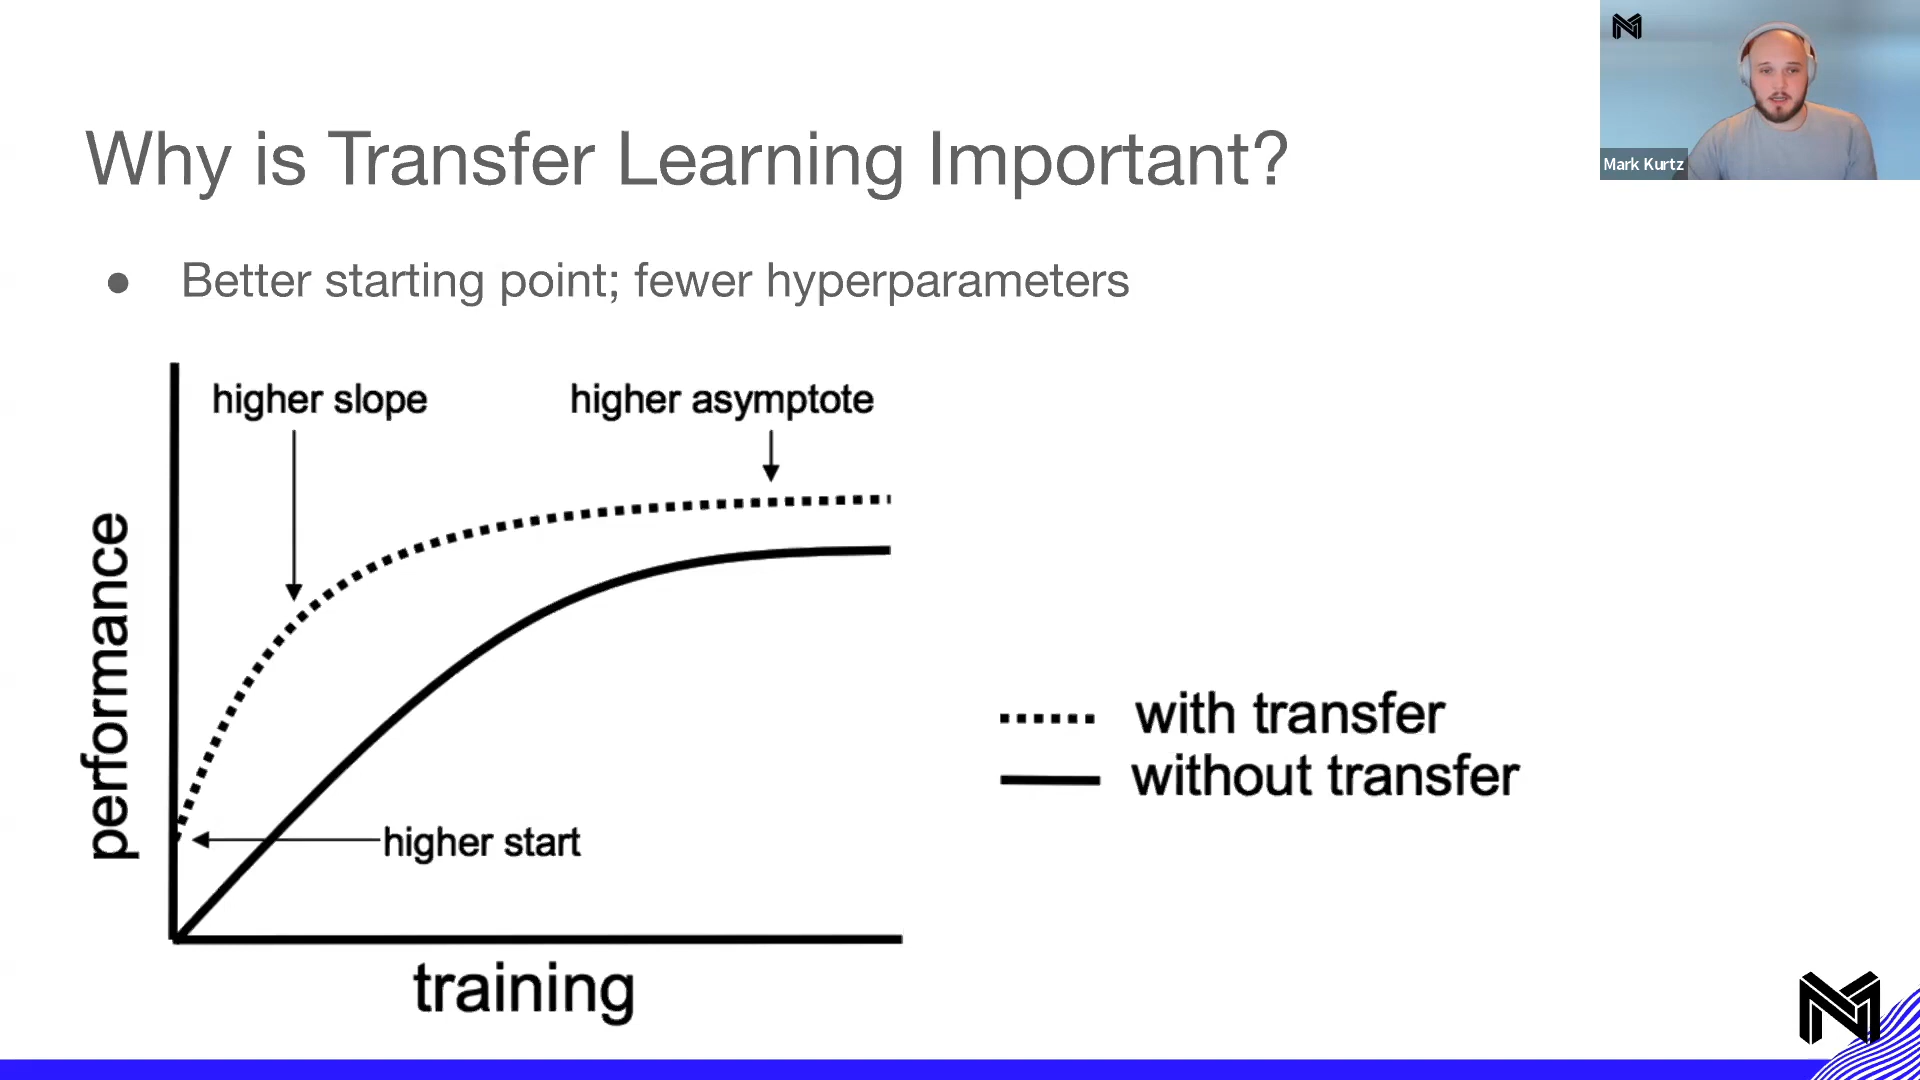 Mark Kurtz
Why is Transfer Learning Important?
● Better starting point; fewer hyperparameters
higher slope
higher asymptote
performance
with transfer
without transfer
higher start
training